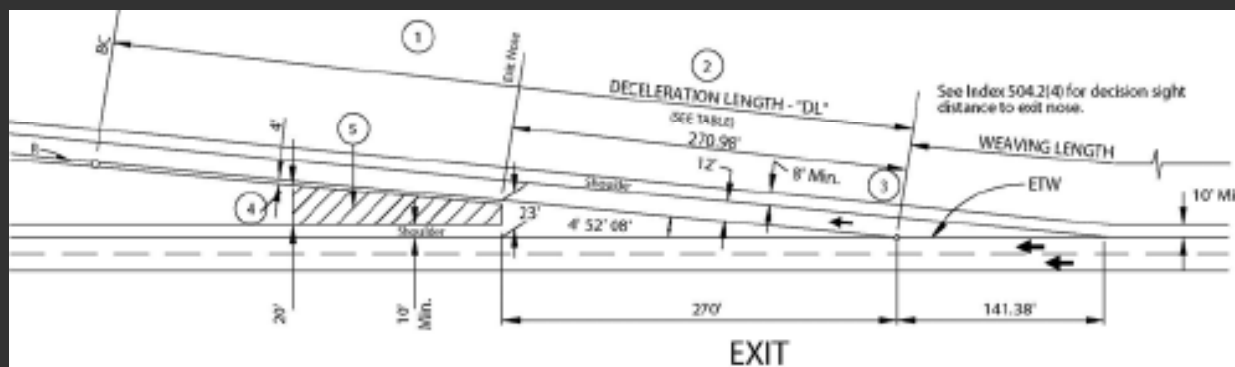 1
BC
Exit Nose
2
DECELERATION LENGTH - "DL"
(SEE TABLE)
270.98'
See Index 504.2(4) for decision sight
distance to exit nose.
WEAVING LENGTH
4'
5
R
Shoulder
12'
8' Min.
3
ETW
10' Mi
4
Shoulder
23'
4' 52' 08'
20'
10'
Min.
270'
141.38'
EXIT